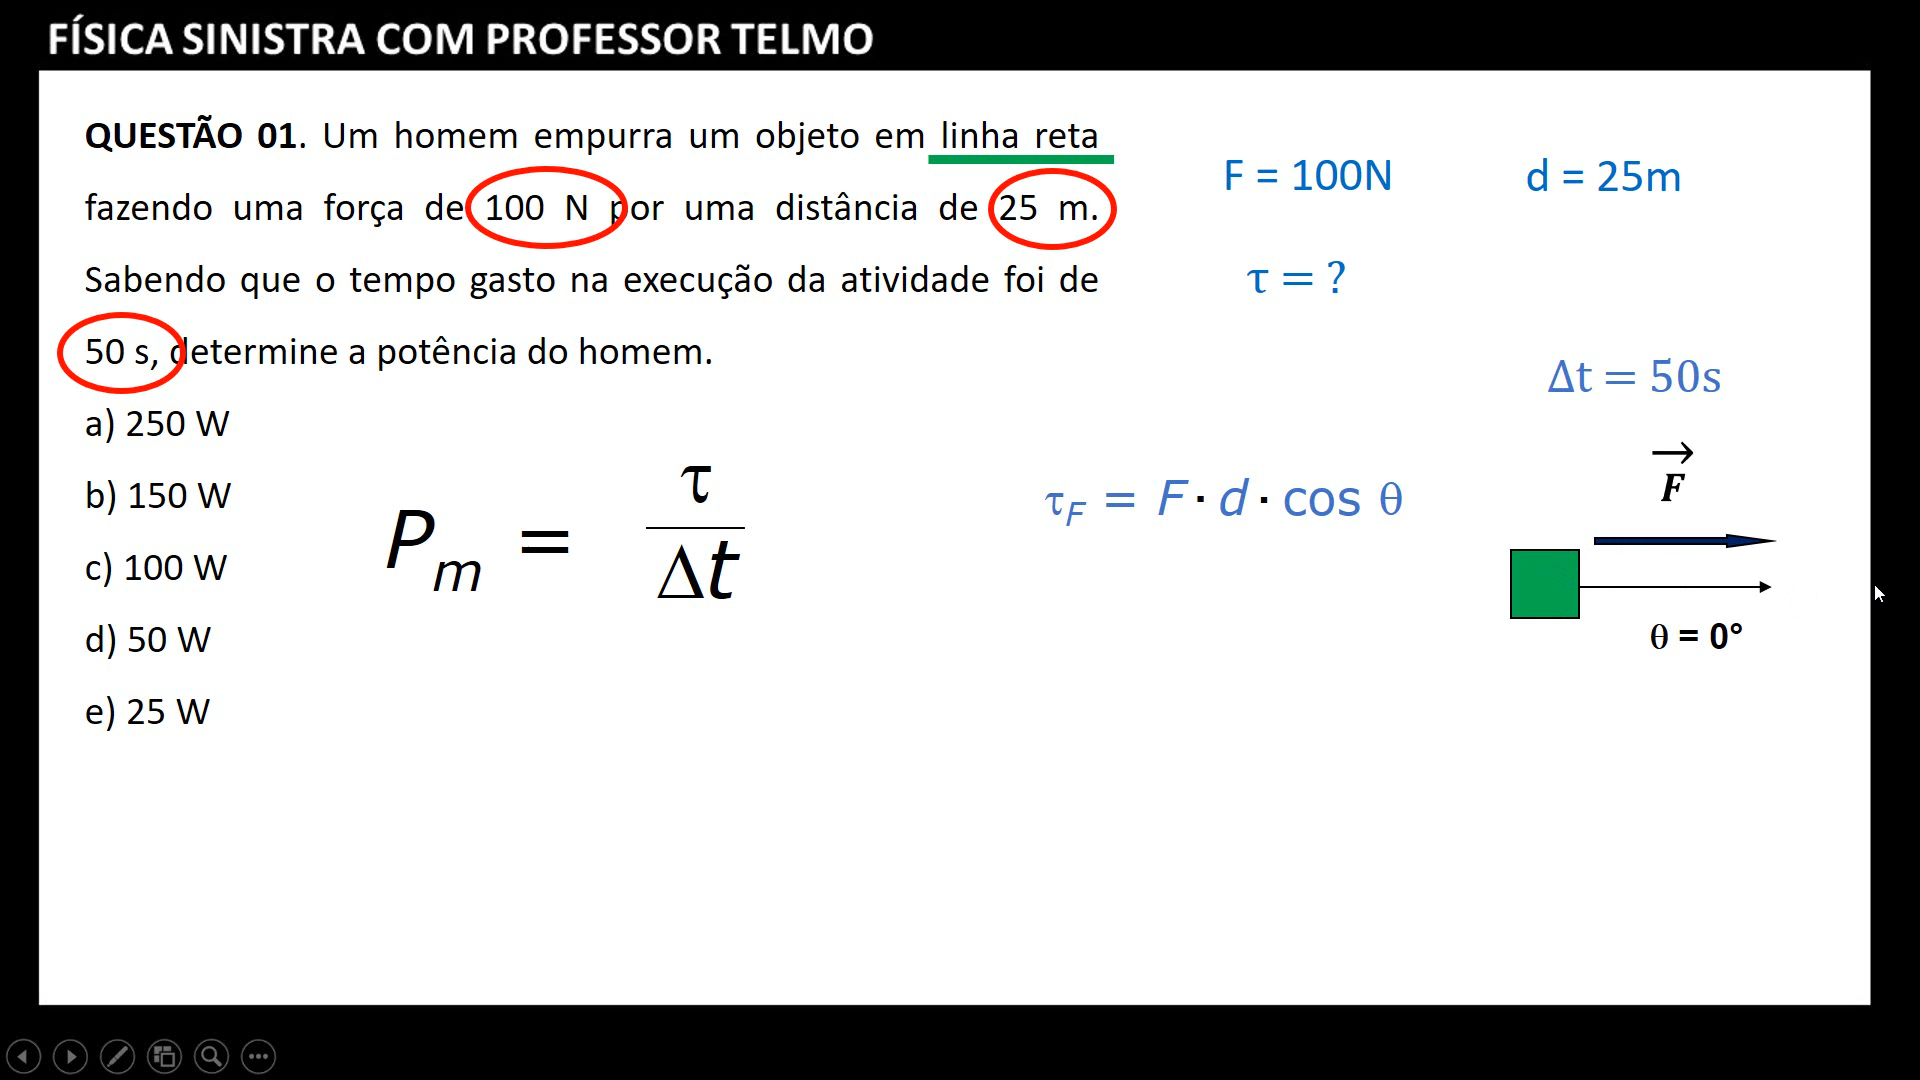 FÍSICA SINISTRA COM PROFESSOR TELMO
QUESTÃO 01. Um homem empurra um objeto em linha reta
fazendo uma força de 100 N por uma distância de 25 m.
Sabendo que o tempo gasto na execução da atividade foi de
50 s, determine a potência do homem.
a) 250 W
b) 150 W
c) 100 W
d) 50 W
e) 25 W
P_m = τ / Δt
F = 100N
d = 25m
τ = ?
Δt = 50s
τ_F = F · d · cos θ
F
θ = 0°